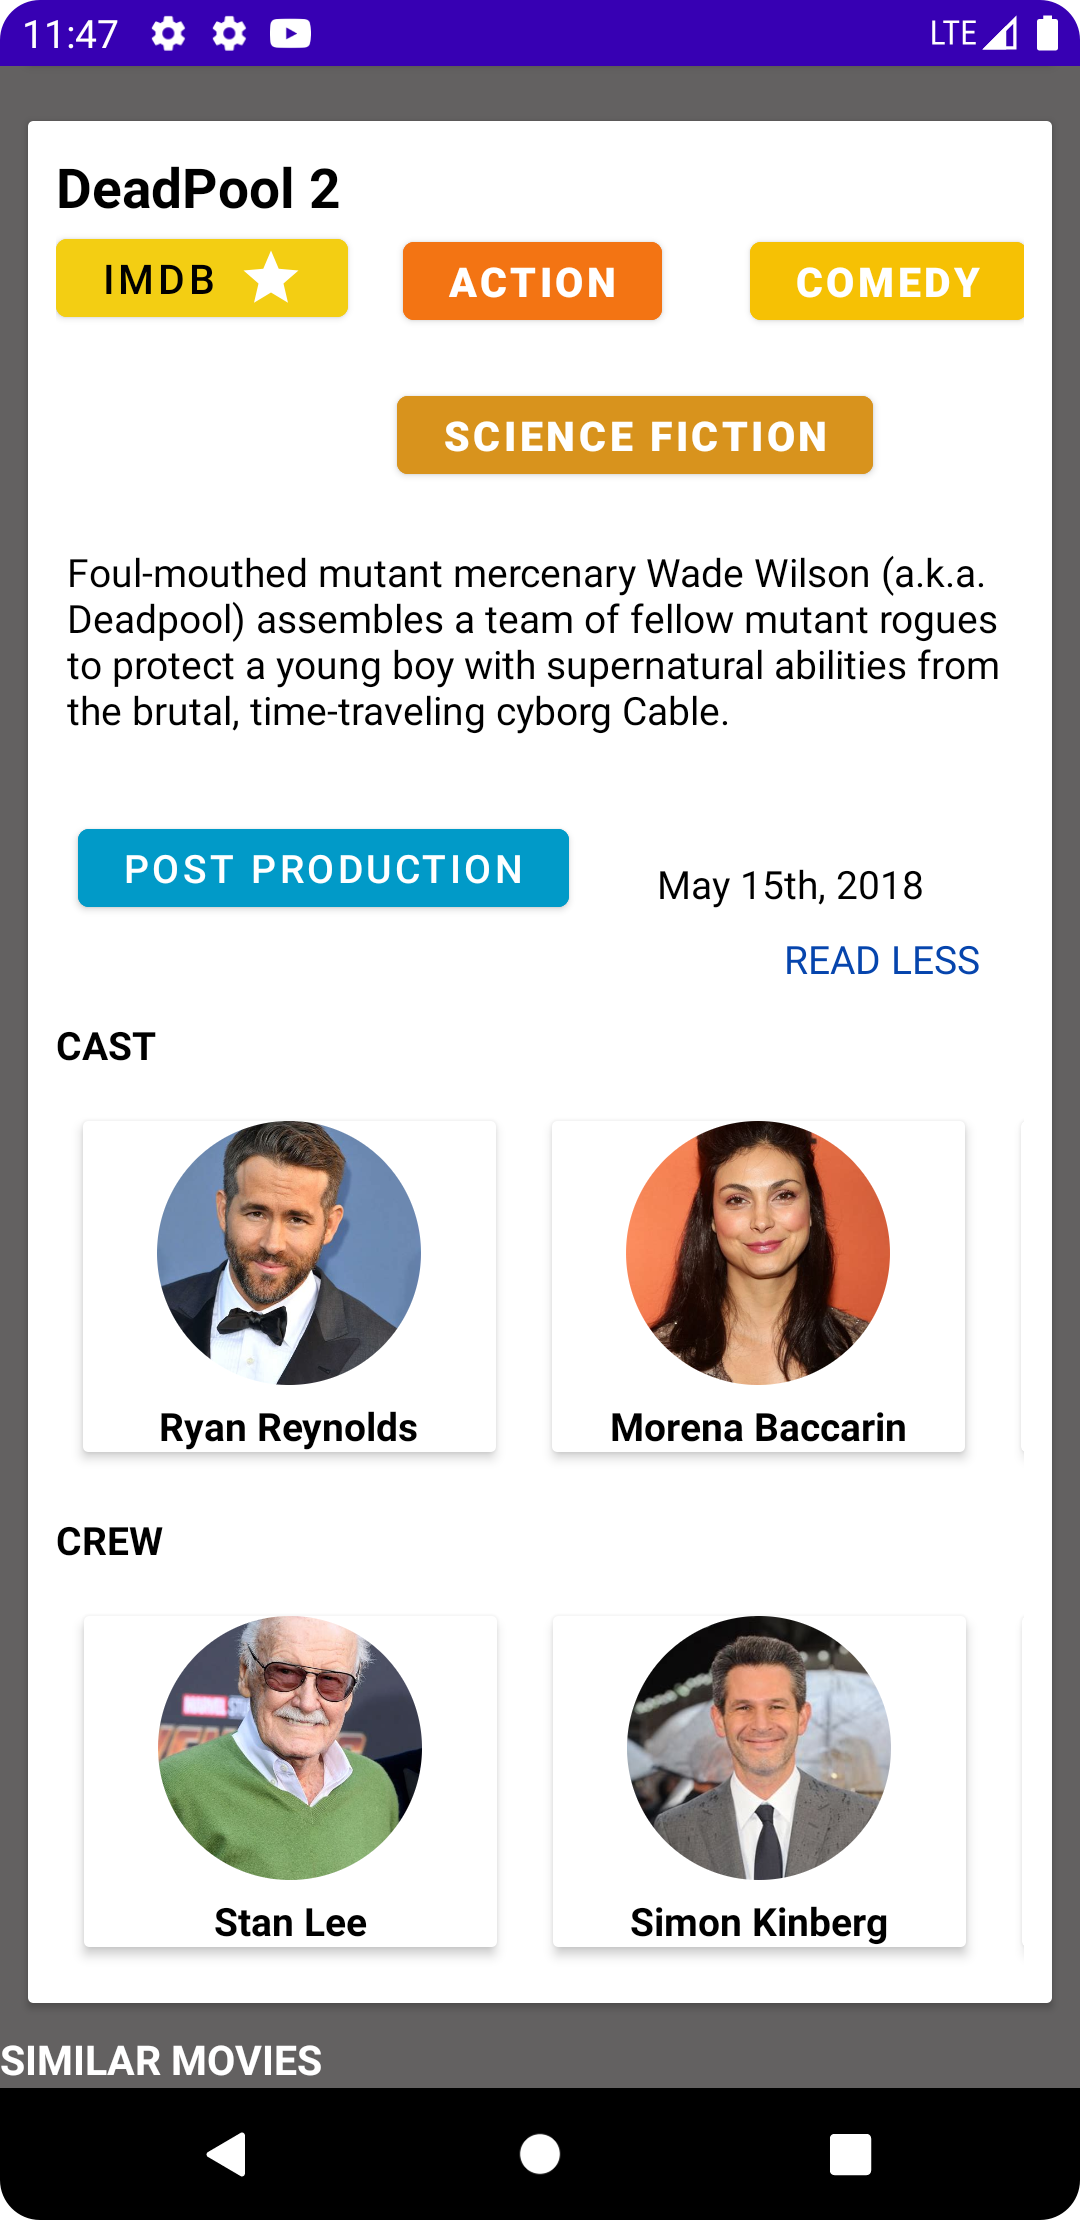 11:47 LTE
DeadPool 2
IMDB ACTION COMEDY
SCIENCE FICTION
Foul-mouthed mutant mercenary Wade Wilson (a.k.a.
Deadpool) assembles a team of fellow mutant rogues
to protect a young boy with supernatural abilities from
the brutal, time-traveling cyborg Cable.
POST PRODUCTION May 15th, 2018
READ LESS
CAST
Ryan Reynolds Morena Baccarin
CREW
MARVEL
Stan Lee Simon Kinberg
SIMILAR MOVIES